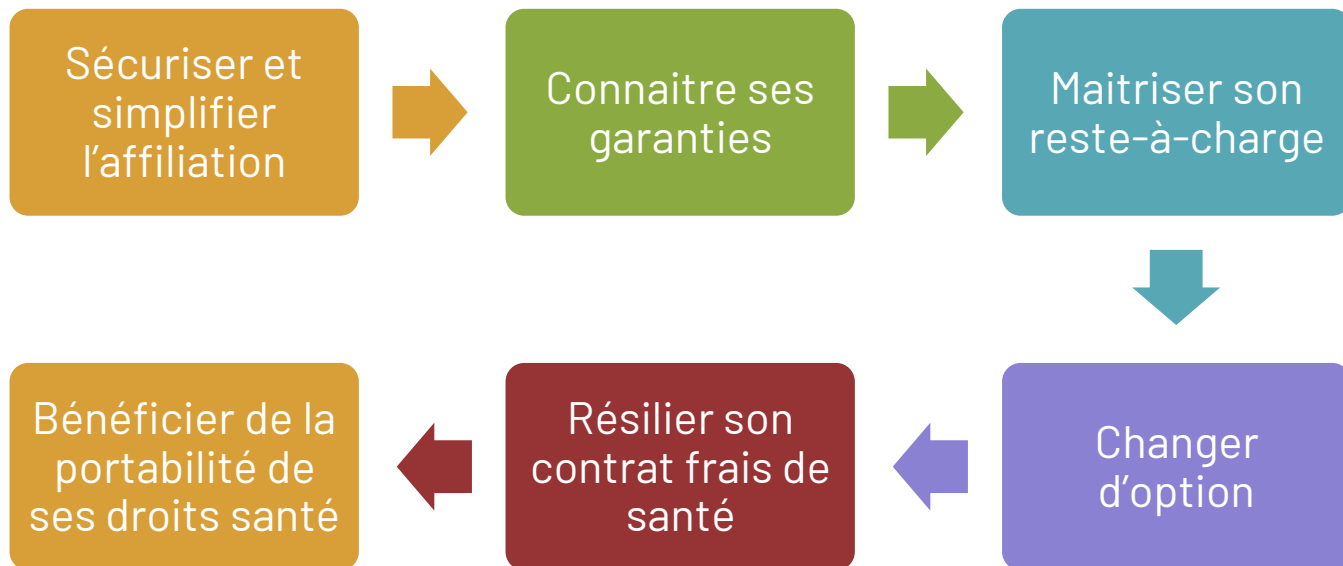 Sécuriser et
simplifier
l’affiliation
Connaitre ses
garanties
Maitriser son
reste-à-charge
Changer
d’option
Résilier son
contrat frais de
santé
Bénéficier de la
portabilité de
ses droits santé